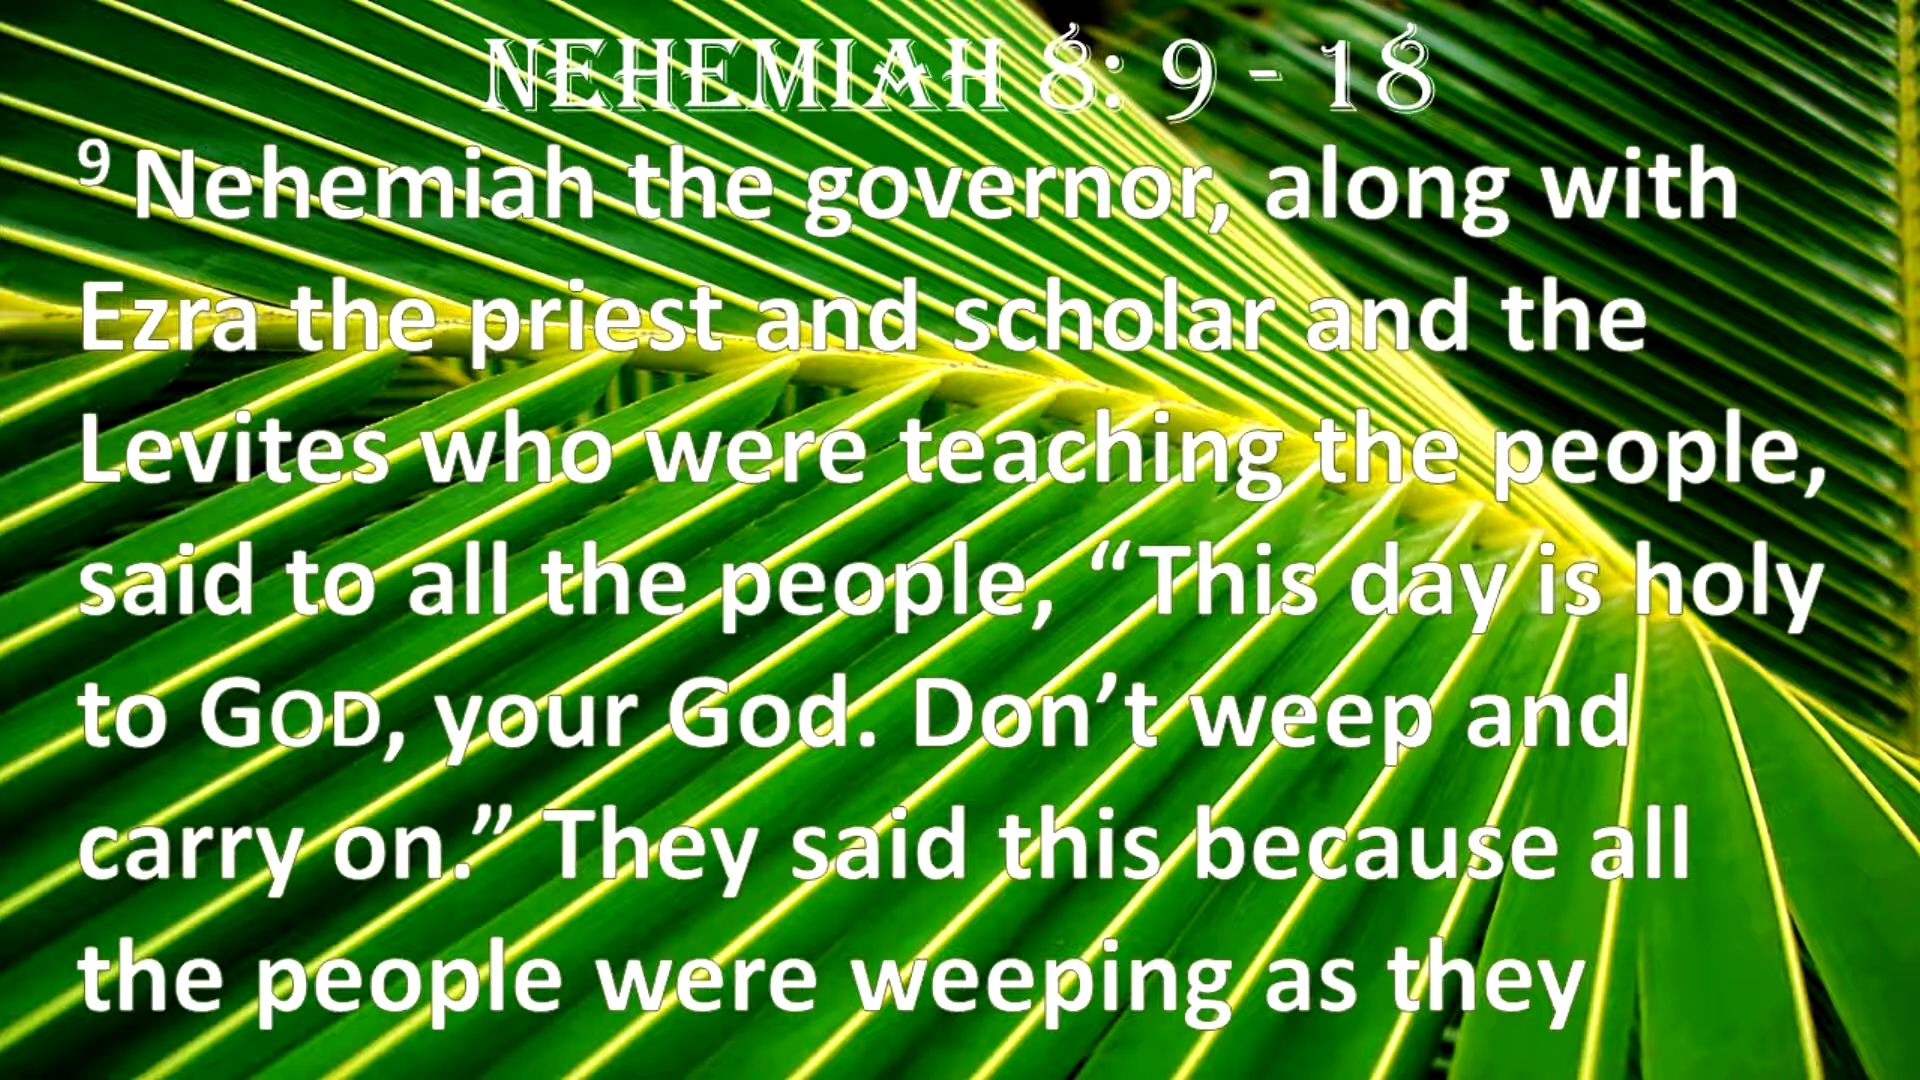 NEHEMIAH 8: 9 - 18
9 Nehemiah the governor, along with
Ezra the priest and scholar and the
Levites who were teaching the people,
said to all the people, “This day is holy
to GOD, your God. Don’t weep and
carry on.” They said this because all
the people were weeping as they